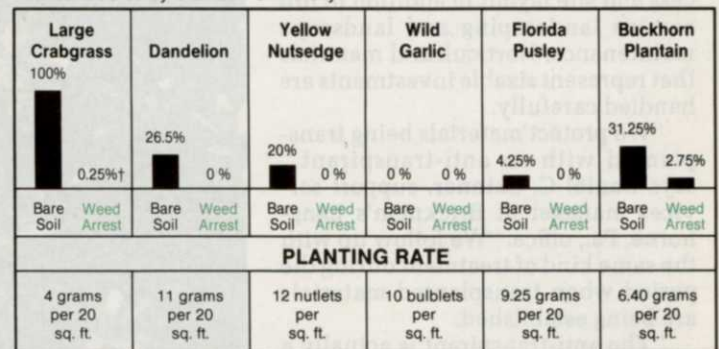 Large Crabgrass
Dandelion
Yellow Nutsedge
Wild Garlic
Florida Pusley
Buckhorn Plantain
100%
0.25%†
26.5%
0 %
20%
0 %
0 %
0 %
4.25%
0 %
31.25%
2.75%
Bare Soil
Weed Arrest
Bare Soil
Weed Arrest
Bare Soil
Weed Arrest
Bare Soil
Weed Arrest
Bare Soil
Weed Arrest
Bare Soil
Weed Arrest
PLANTING RATE
4 grams per 20 sq. ft.
11 grams per 20 sq. ft.
12 nutlets per sq. ft.
10 bulblets per sq. ft.
9.25 grams per 20 sq. ft.
6.40 grams per 20 sq. ft.